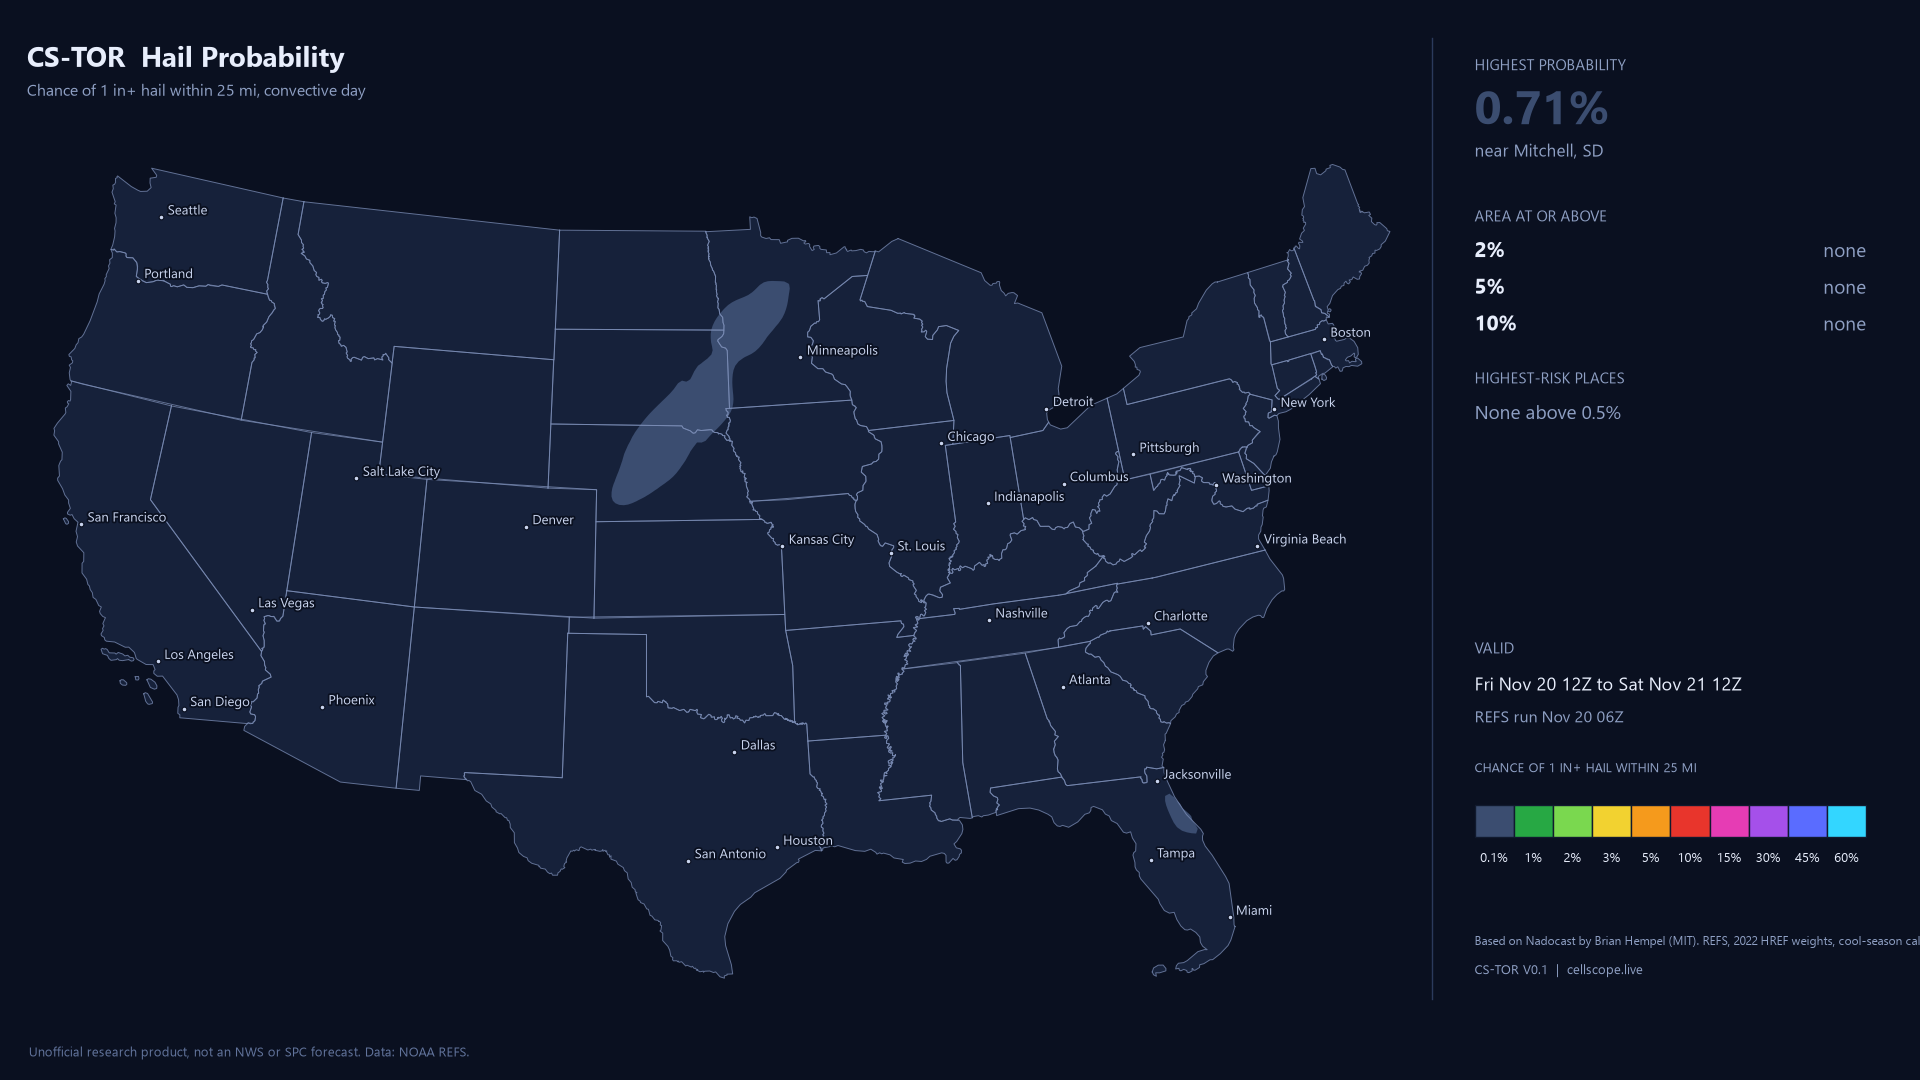 CS-TOR  Hail Probability
Chance of 1 in+ hail within 25 mi, convective day
Seattle
Portland
Minneapolis
Boston
Detroit
New York
Chicago
Pittsburgh
Salt Lake City
Columbus
Washington
Indianapolis
San Francisco
Denver
Kansas City
St. Louis
Virginia Beach
Las Vegas
Nashville
Charlotte
Los Angeles
Atlanta
San Diego
Phoenix
Dallas
Jacksonville
Houston
San Antonio
Tampa
Miami
HIGHEST PROBABILITY
0.71%
near Mitchell, SD
AREA AT OR ABOVE
2% none
5% none
10% none
HIGHEST-RISK PLACES
None above 0.5%
VALID
Fri Nov 20 12Z to Sat Nov 21 12Z
REFS run Nov 20 06Z
CHANCE OF 1 IN+ HAIL WITHIN 25 MI
0.1% 1% 2% 3% 5% 10% 15% 30% 45% 60%
Based on Nadocast by Brian Hempel (MIT). REFS, 2022 HREF weights, cool-season cal
CS-TOR V0.1 | cellscope.live
Unofficial research product, not an NWS or SPC forecast. Data: NOAA REFS.